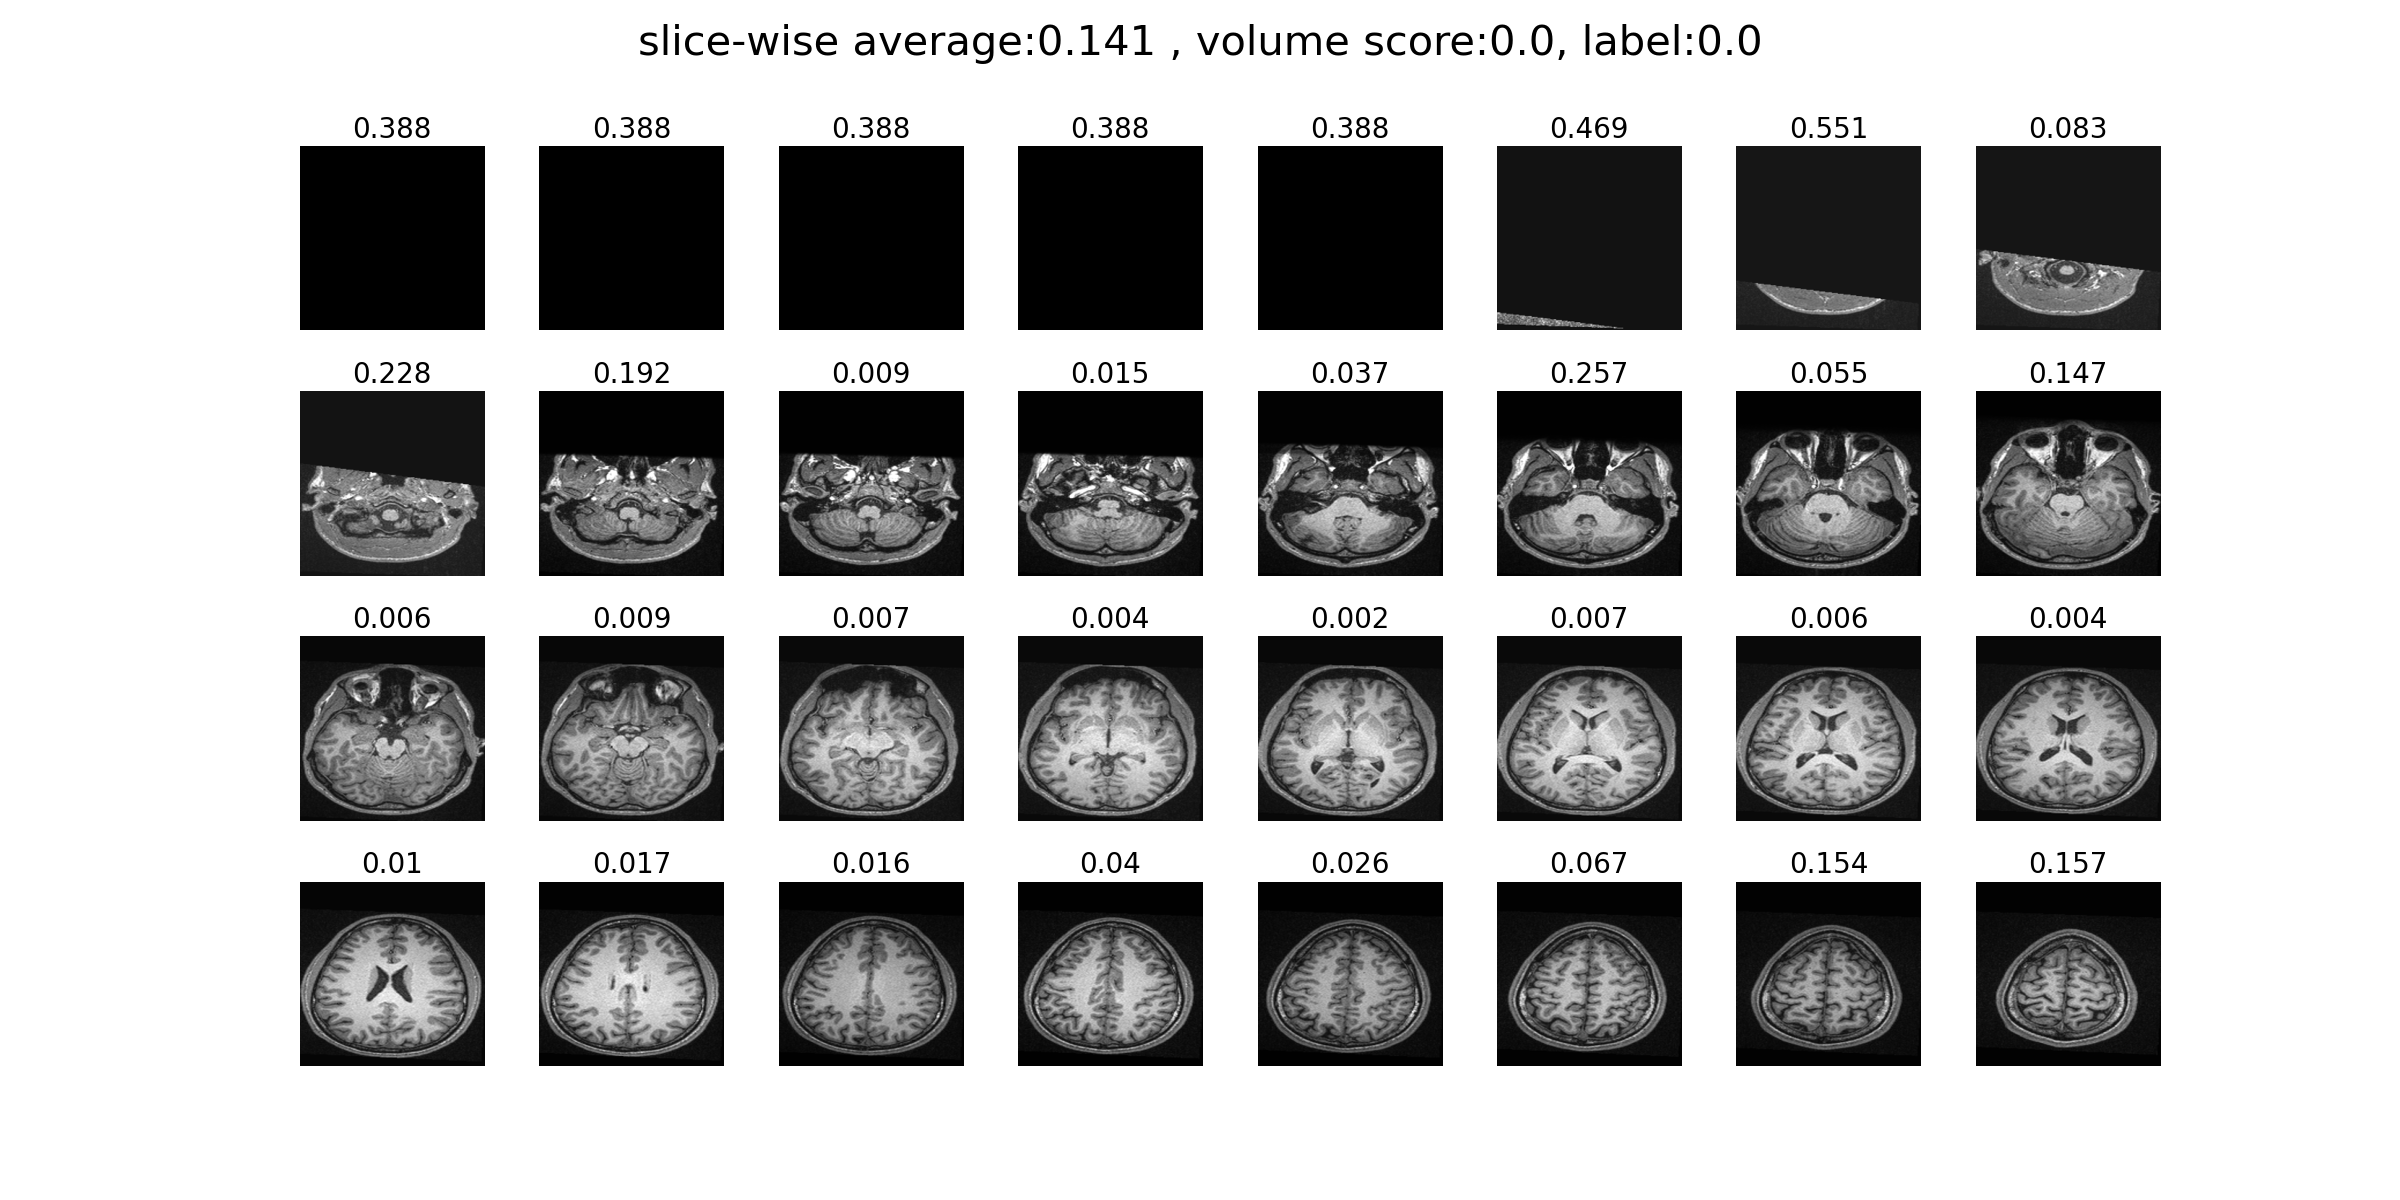 slice-wise average:0.141 , volume score:0.0, label:0.0
0.388 0.388 0.388 0.388 0.388 0.469 0.551 0.083
0.228 0.192 0.009 0.015 0.037 0.257 0.055 0.147
0.006 0.009 0.007 0.004 0.002 0.007 0.006 0.004
0.01 0.017 0.016 0.04 0.026 0.067 0.154 0.157